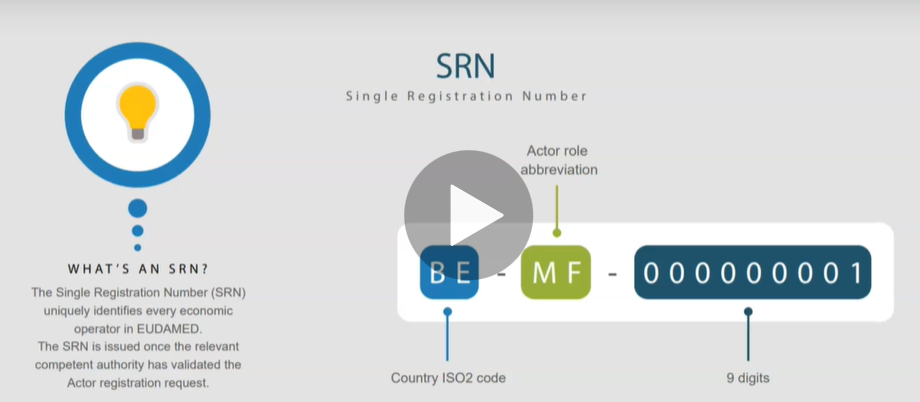 SRN
Single Registration Number
Actor role
abbreviation
BE - MF - 000000001
Country ISO2 code
9 digits
WHAT'S AN SRN?
The Single Registration Number (SRN)
uniquely identifies every economic
operator in EUDAMED.
The SRN is issued once the relevant
competent authority has validated the
Actor registration request.